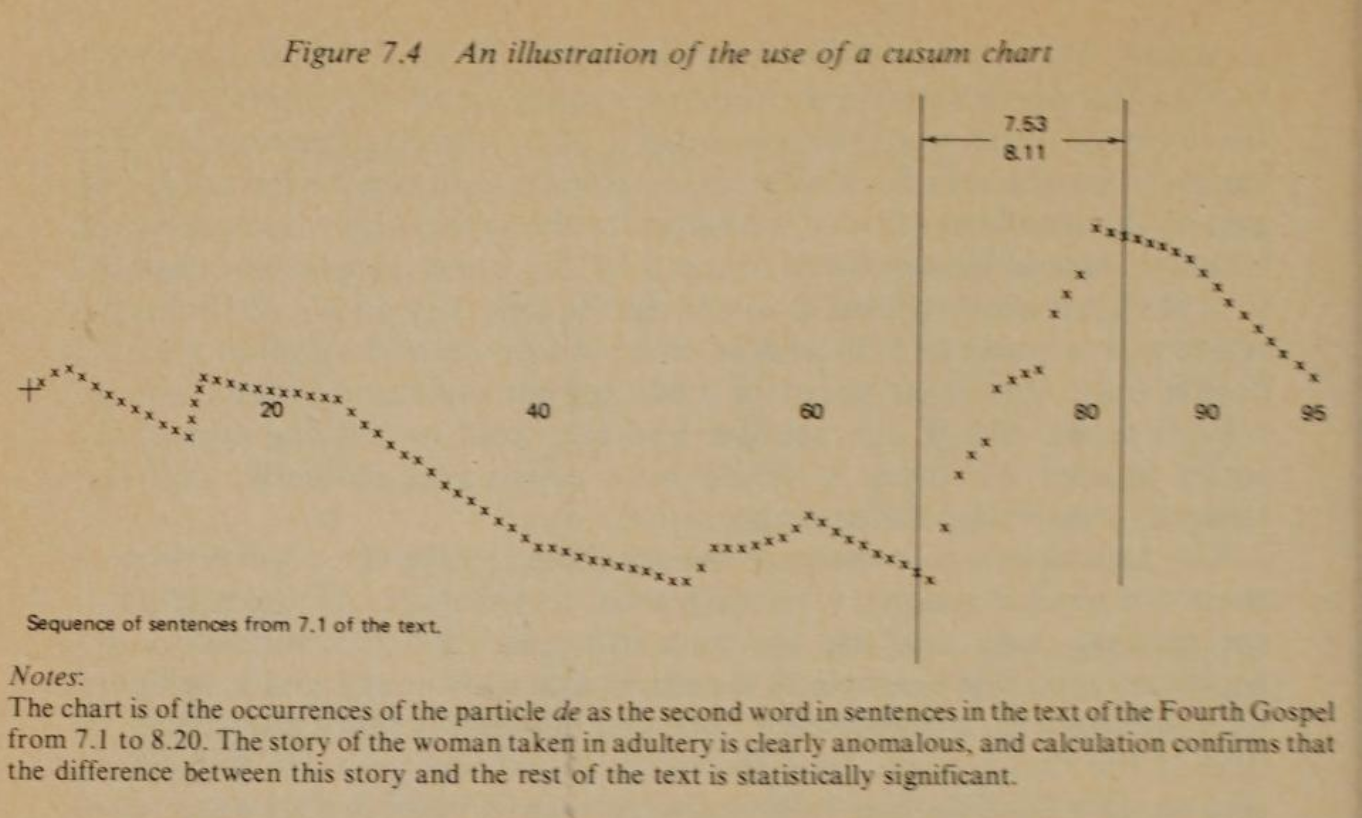 Figure 7.4 An illustration of the use of a cusum chart
7.53
8.11
20 40 60 80 90 95
Sequence of sentences from 7.1 of the text.
Notes:
The chart is of the occurrences of the particle de as the second word in sentences in the text of the Fourth Gospel
from 7.1 to 8.20. The story of the woman taken in adultery is clearly anomalous, and calculation confirms that
the difference between this story and the rest of the text is statistically significant.